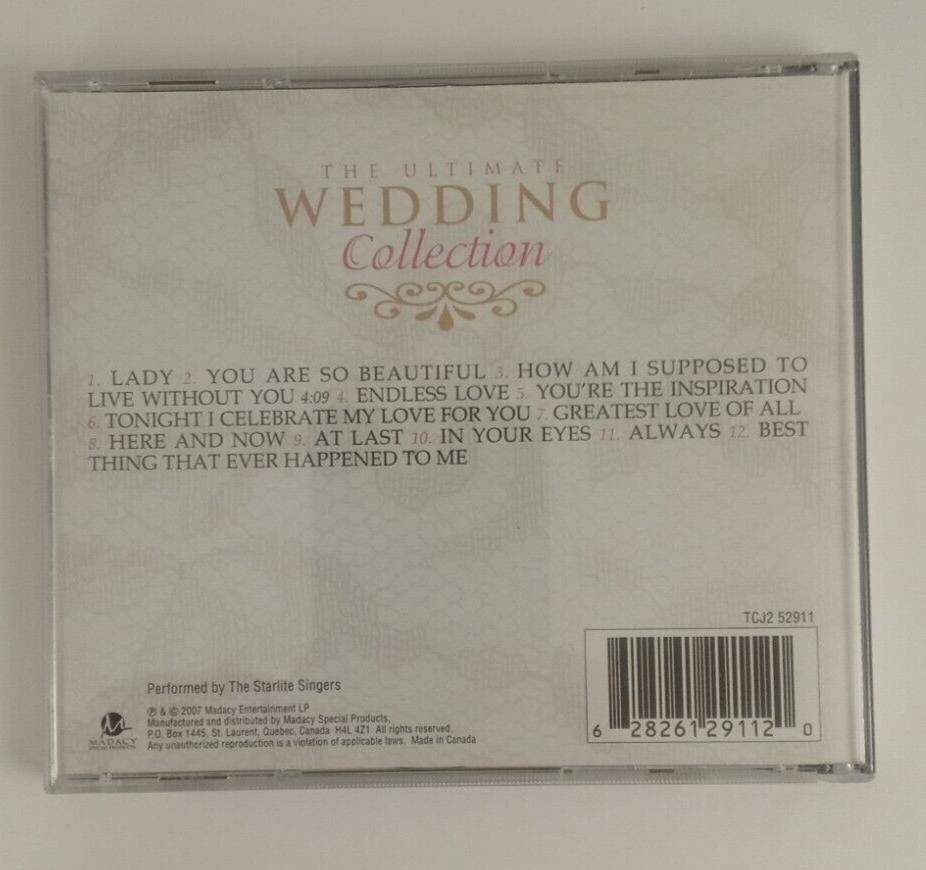 THE ULTIMATE
WEDDING
Collection
1. LADY 2. YOU ARE SO BEAUTIFUL 3. HOW AM I SUPPOSED TO
LIVE WITHOUT YOU 4:09 4. ENDLESS LOVE 5. YOU'RE THE INSPIRATION
6. TONIGHT I CELEBRATE MY LOVE FOR YOU 7. GREATEST LOVE OF ALL
8. HERE AND NOW 9. AT LAST 10. IN YOUR EYES 11. ALWAYS 12. BEST
THING THAT EVER HAPPENED TO ME
TCJ2 52911
Performed by The Starlite Singers
℗ & © 2007 Madacy Entertainment LP
Manufactured and distributed by Madacy Special Products,
P.O. Box 1445, St. Laurent, Quebec, Canada H4L 4Z1 All rights reserved.
Any unauthorized reproduction is a violation of applicable laws. Made in Canada
MADACY
SPECIAL PRODUCTS
6 28261 29112 0